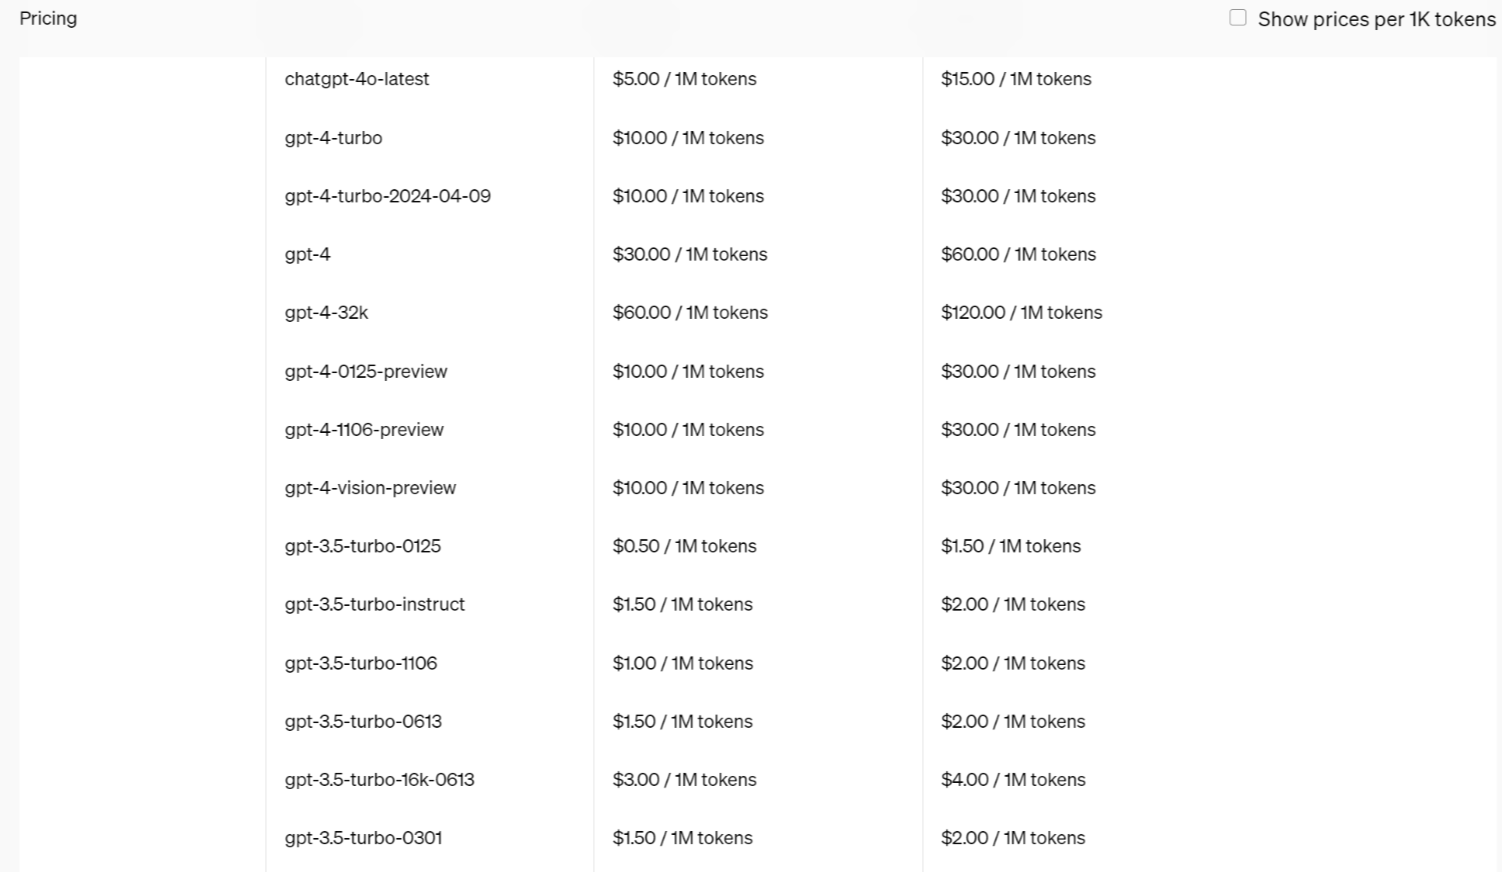 Pricing Show prices per 1K tokens
chatgpt-4o-latest $5.00 / 1M tokens $15.00 / 1M tokens
gpt-4-turbo $10.00 / 1M tokens $30.00 / 1M tokens
gpt-4-turbo-2024-04-09 $10.00 / 1M tokens $30.00 / 1M tokens
gpt-4 $30.00 / 1M tokens $60.00 / 1M tokens
gpt-4-32k $60.00 / 1M tokens $120.00 / 1M tokens
gpt-4-0125-preview $10.00 / 1M tokens $30.00 / 1M tokens
gpt-4-1106-preview $10.00 / 1M tokens $30.00 / 1M tokens
gpt-4-vision-preview $10.00 / 1M tokens $30.00 / 1M tokens
gpt-3.5-turbo-0125 $0.50 / 1M tokens $1.50 / 1M tokens
gpt-3.5-turbo-instruct $1.50 / 1M tokens $2.00 / 1M tokens
gpt-3.5-turbo-1106 $1.00 / 1M tokens $2.00 / 1M tokens
gpt-3.5-turbo-0613 $1.50 / 1M tokens $2.00 / 1M tokens
gpt-3.5-turbo-16k-0613 $3.00 / 1M tokens $4.00 / 1M tokens
gpt-3.5-turbo-0301 $1.50 / 1M tokens $2.00 / 1M tokens